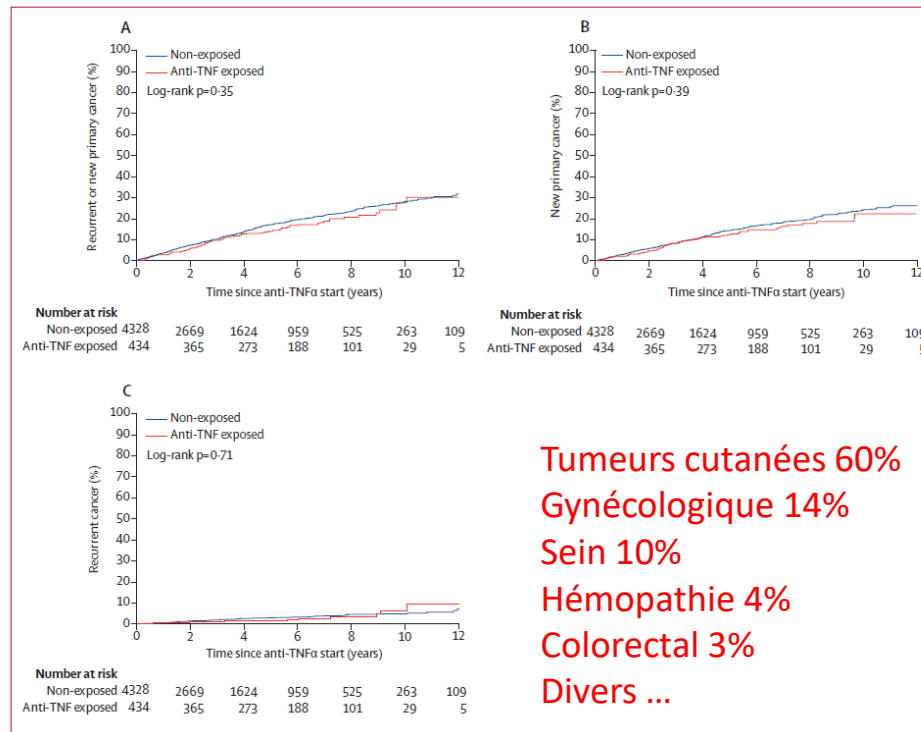 A
Recurrent or new primary cancer (%)
100
90
80
70
60
50
40
30
20
10
0
Non-exposed
Anti-TNF exposed
Log-rank p=0·35
0 2 4 6 8 10 12
Time since anti-TNFα start (years)
Number at risk
Non-exposed 4328 2669 1624 959 525 263 109
Anti-TNF exposed 434 365 273 188 101 29 5
B
New primary cancer (%)
100
90
80
70
60
50
40
30
20
10
0
Non-exposed
Anti-TNF exposed
Log-rank p=0·39
0 2 4 6 8 10 12
Time since anti-TNFα start (years)
Number at risk
Non-exposed 4328 2669 1624 959 525 263 109
Anti-TNF exposed 434 365 273 188 101 29 5
C
Recurrent cancer (%)
100
90
80
70
60
50
40
30
20
10
0
Non-exposed
Anti-TNF exposed
Log-rank p=0·71
0 2 4 6 8 10 12
Time since anti-TNFα start (years)
Number at risk
Non-exposed 4328 2669 1624 959 525 263 109
Anti-TNF exposed 434 365 273 188 101 29 5
Tumeurs cutanées 60%
Gynécologique 14%
Sein 10%
Hémopathie 4%
Colorectal 3%
Divers ...